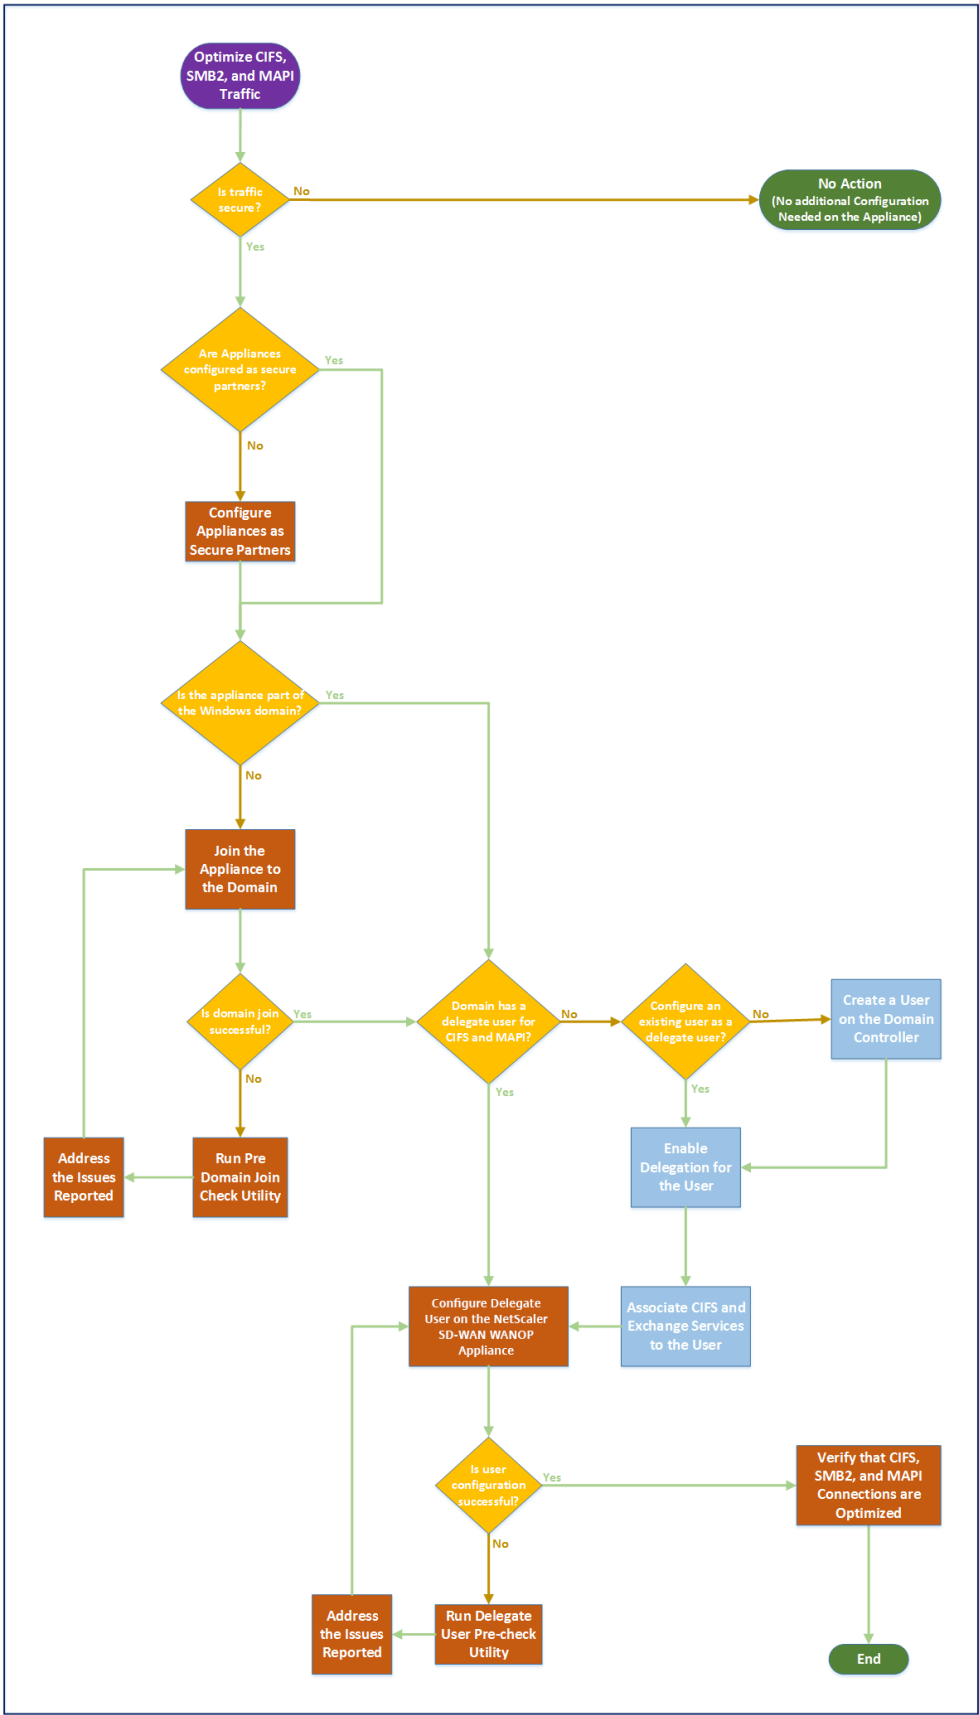 Optimize CIFS,
SMB2, and MAPI
Traffic
Is traffic
secure?
No
No Action
(No additional Configuration
Needed on the Appliance)
Yes
Are Appliances
configured as secure
partners?
Yes
No
Configure
Appliances as
Secure Partners
Is the appliance part of
the Windows domain?
Yes
No
Join the
Appliance to
the Domain
Is domain join
successful?
Yes
Domain has a
delegate user for
CIFS and MAPI?
No
Configure an
existing user as a
delegate user?
No
Create a User
on the Domain
Controller
No
Yes
Yes
Address
the Issues
Reported
Run Pre
Domain Join
Check Utility
Enable
Delegation for
the User
Configure Delegate
User on the NetScaler
SD-WAN WANOP
Appliance
Associate CIFS and
Exchange Services
to the User
Is user
configuration
successful?
Yes
Verify that CIFS,
SMB2, and MAPI
Connections are
Optimized
No
Address
the Issues
Reported
Run Delegate
User Pre-check
Utility
End